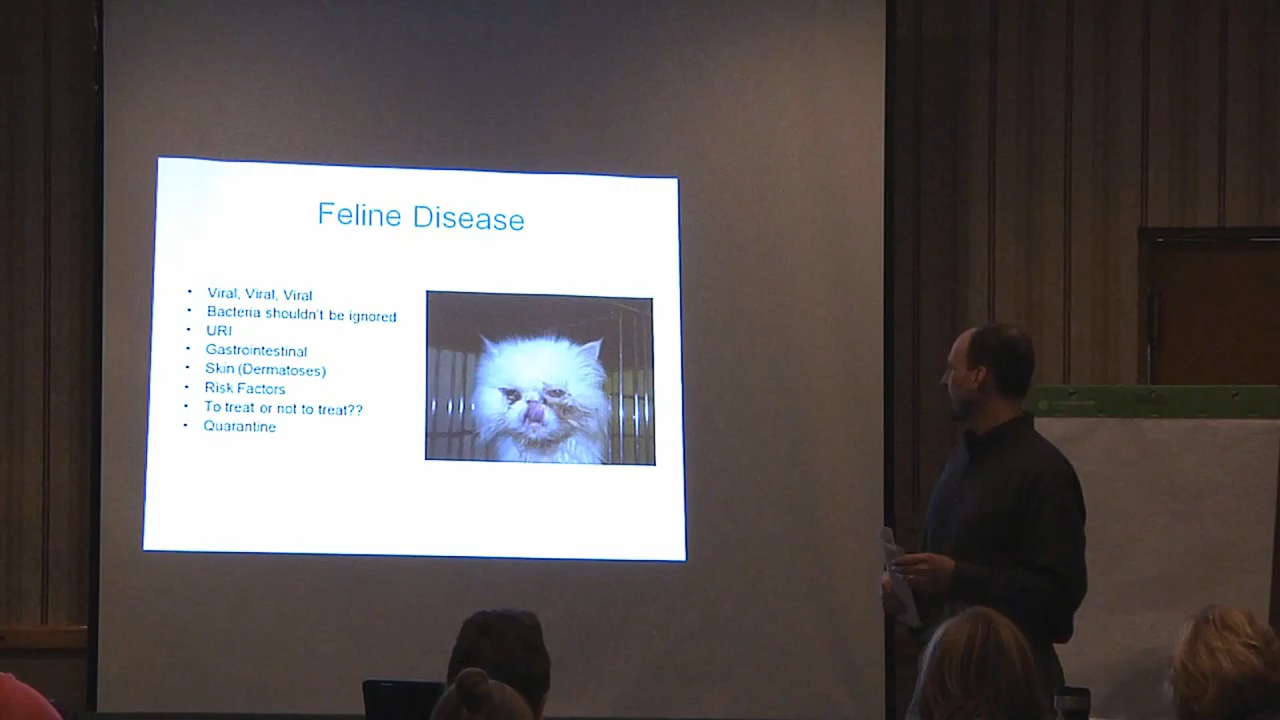 Feline Disease
• Viral, Viral, Viral
• Bacteria shouldn't be ignored
• URI
• Gastrointestinal
• Skin (Dermatoses)
• Risk Factors
• To treat or not to treat??
• Quarantine